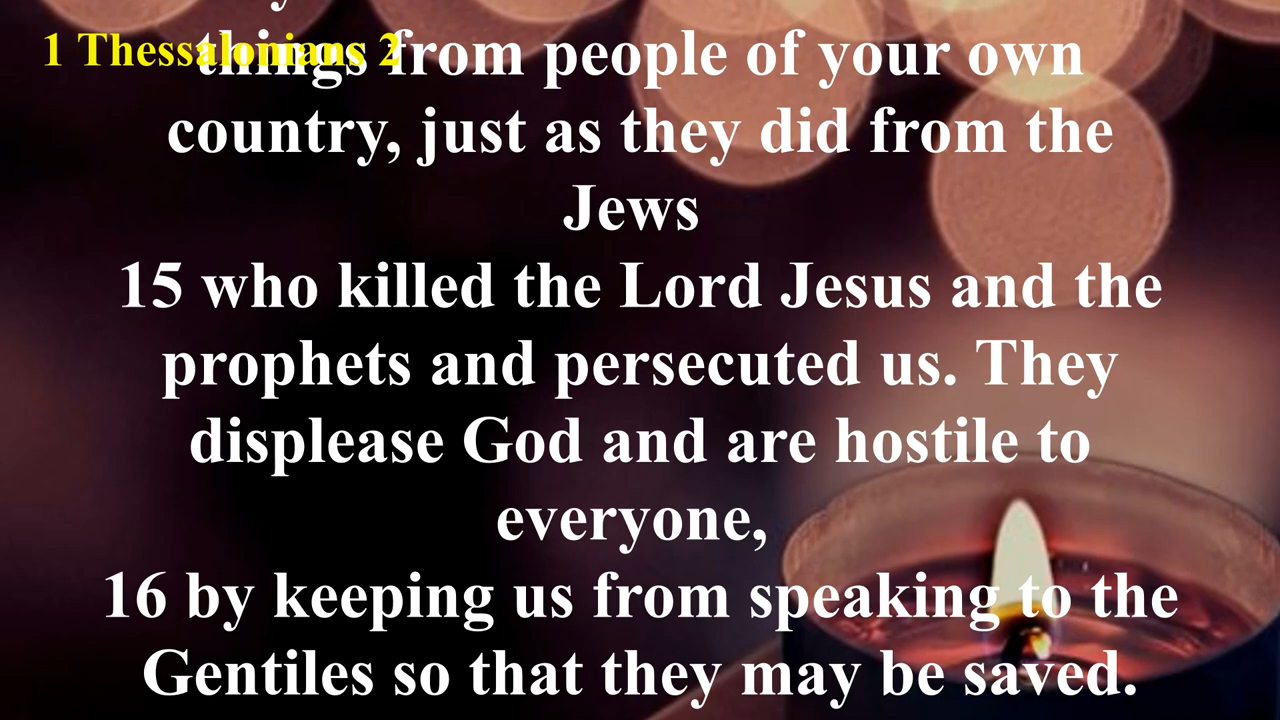 1 Thessalonians 2
things from people of your own
country, just as they did from the
Jews
15 who killed the Lord Jesus and the
prophets and persecuted us. They
displease God and are hostile to
everyone,
16 by keeping us from speaking to the
Gentiles so that they may be saved.